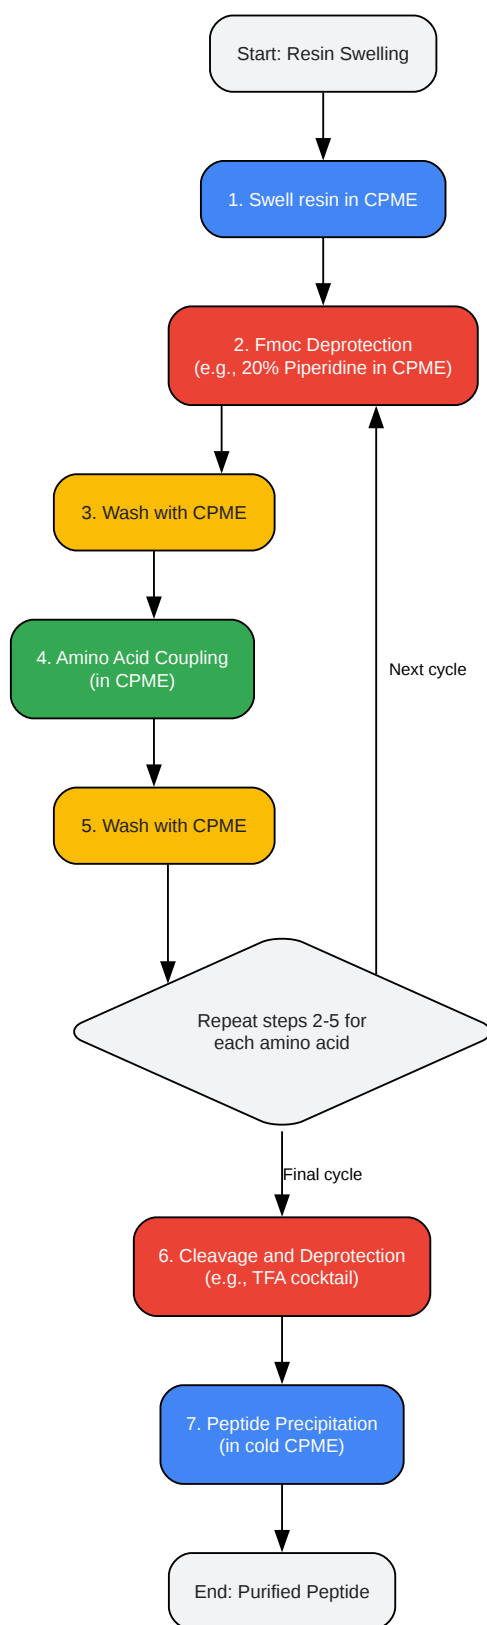 Start: Resin Swelling
1. Swell resin in CPME
2. Fmoc Deprotection
(e.g., 20% Piperidine in CPME)
3. Wash with CPME
4. Amino Acid Coupling
(in CPME)
Next cycle
5. Wash with CPME
Repeat steps 2-5 for
each amino acid
Final cycle
6. Cleavage and Deprotection
(e.g., TFA cocktail)
7. Peptide Precipitation
(in cold CPME)
End: Purified Peptide